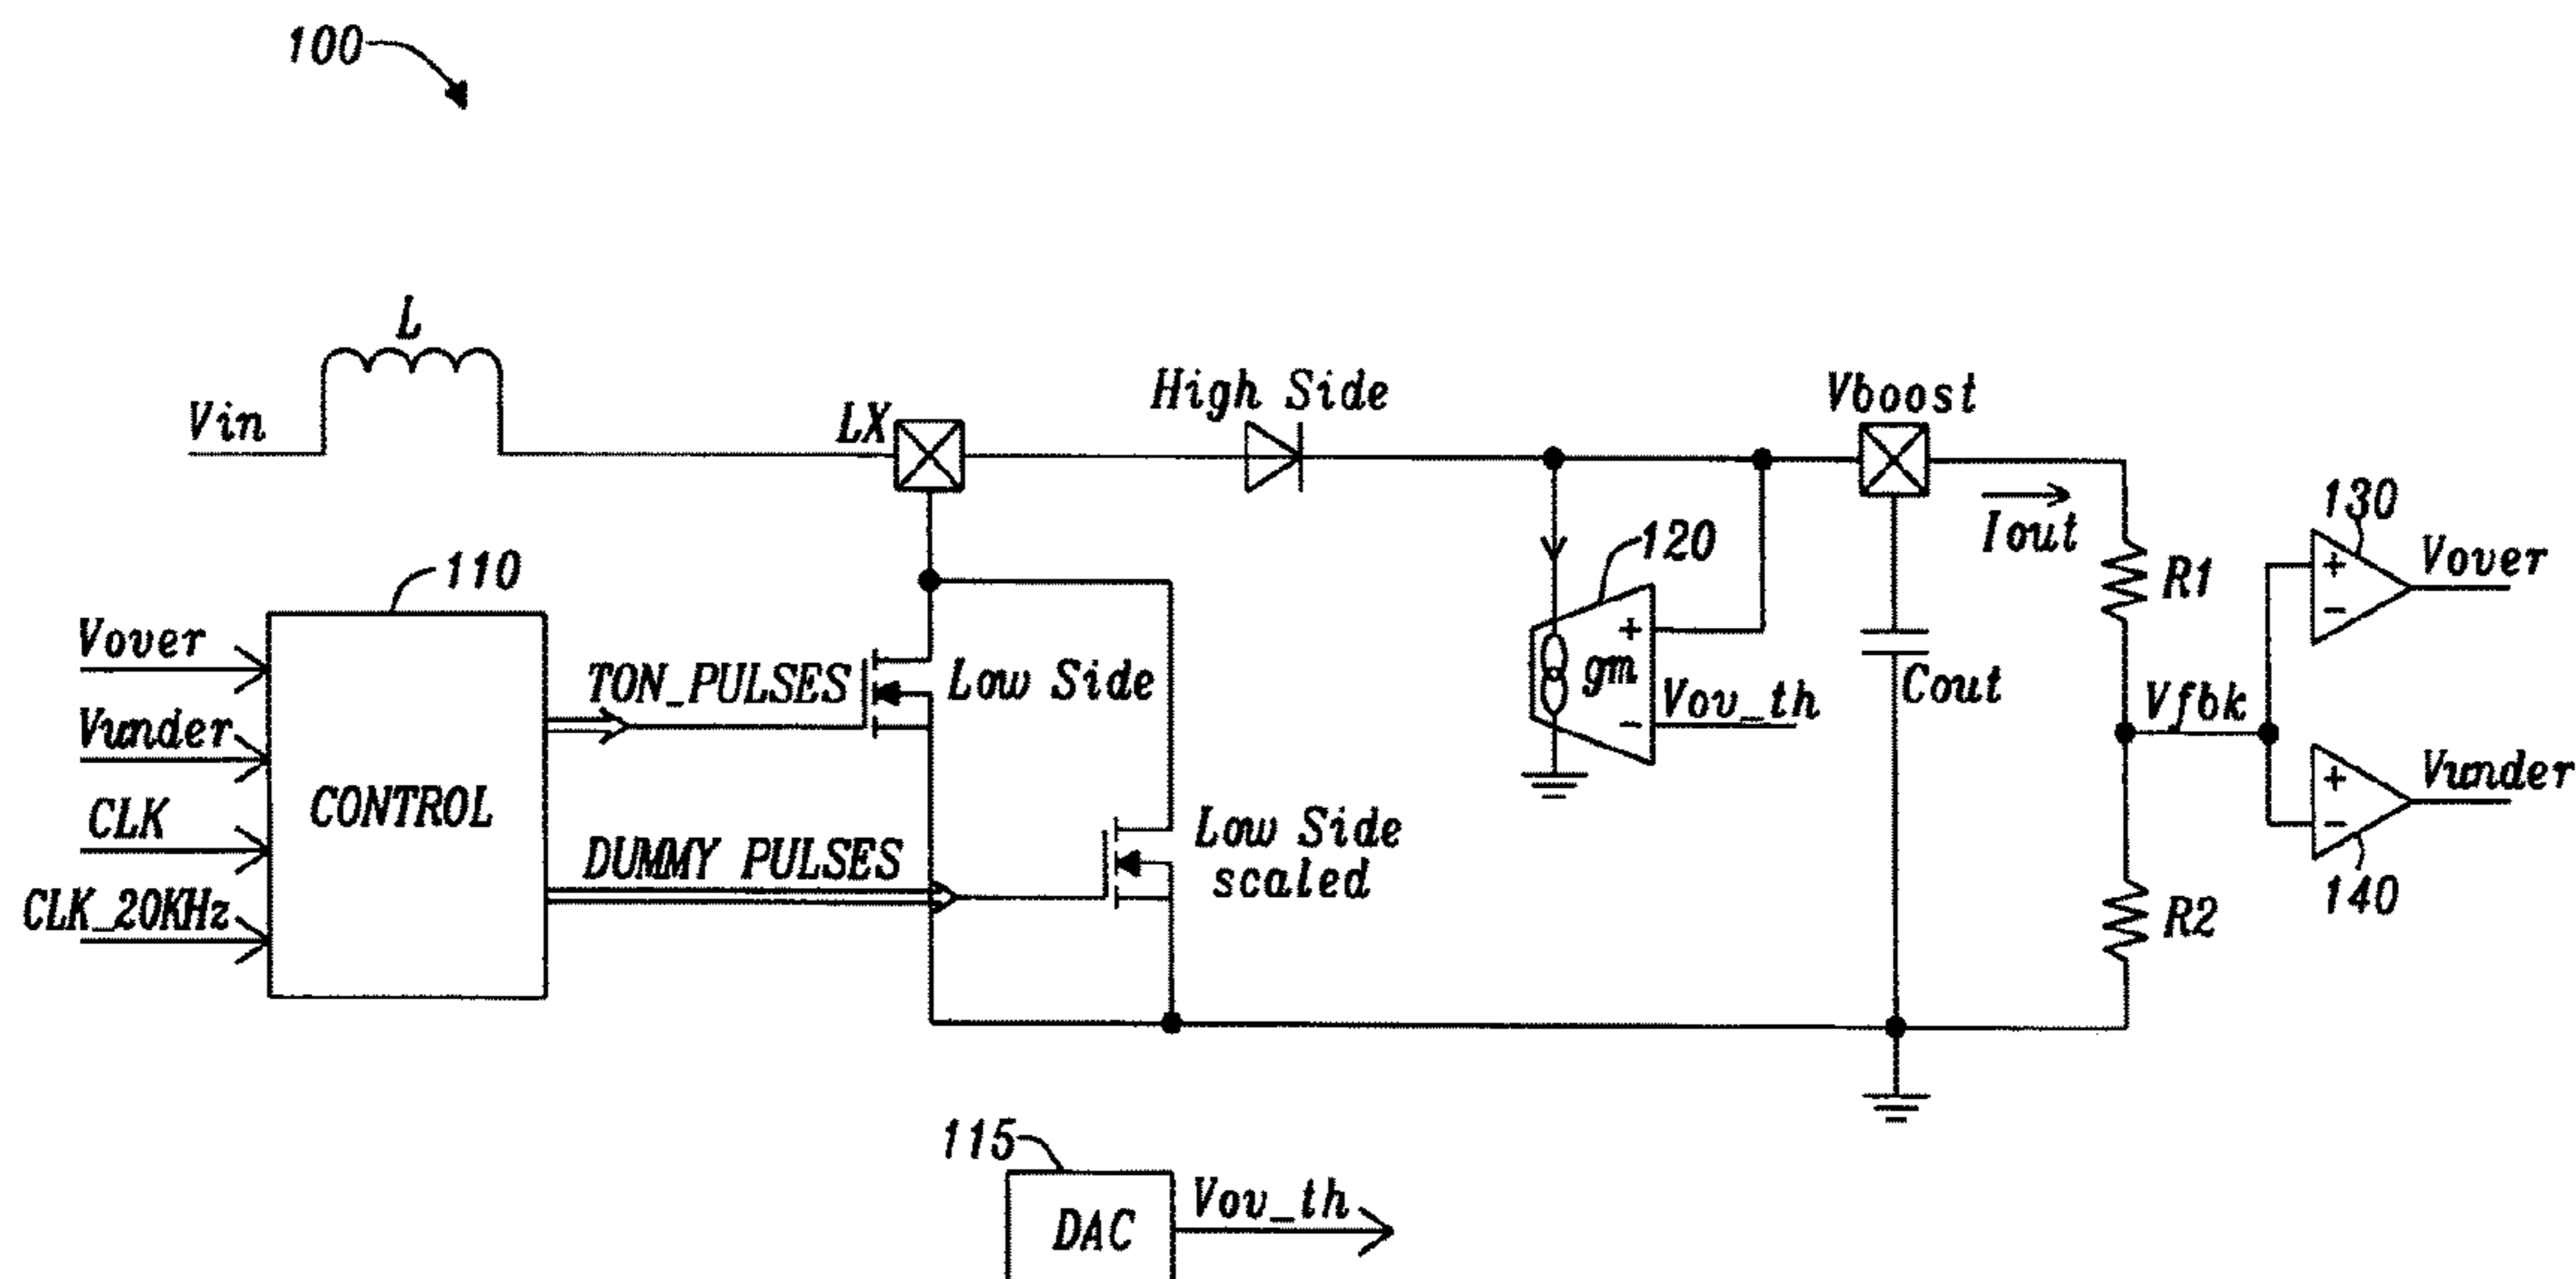 100
L
Vin
LX
High Side
Vboost
Iout
130
Vover
R1
120
+
gm
-
Vov_th
Cout
+
-
110
Vover
Vunder
CLK
CLK_20KHz
CONTROL
TON_PULSES
Low Side
DUMMY PULSES
Low Side
scaled
Vfbk
+
-
Vunder
140
R2
115
DAC
Vov_th